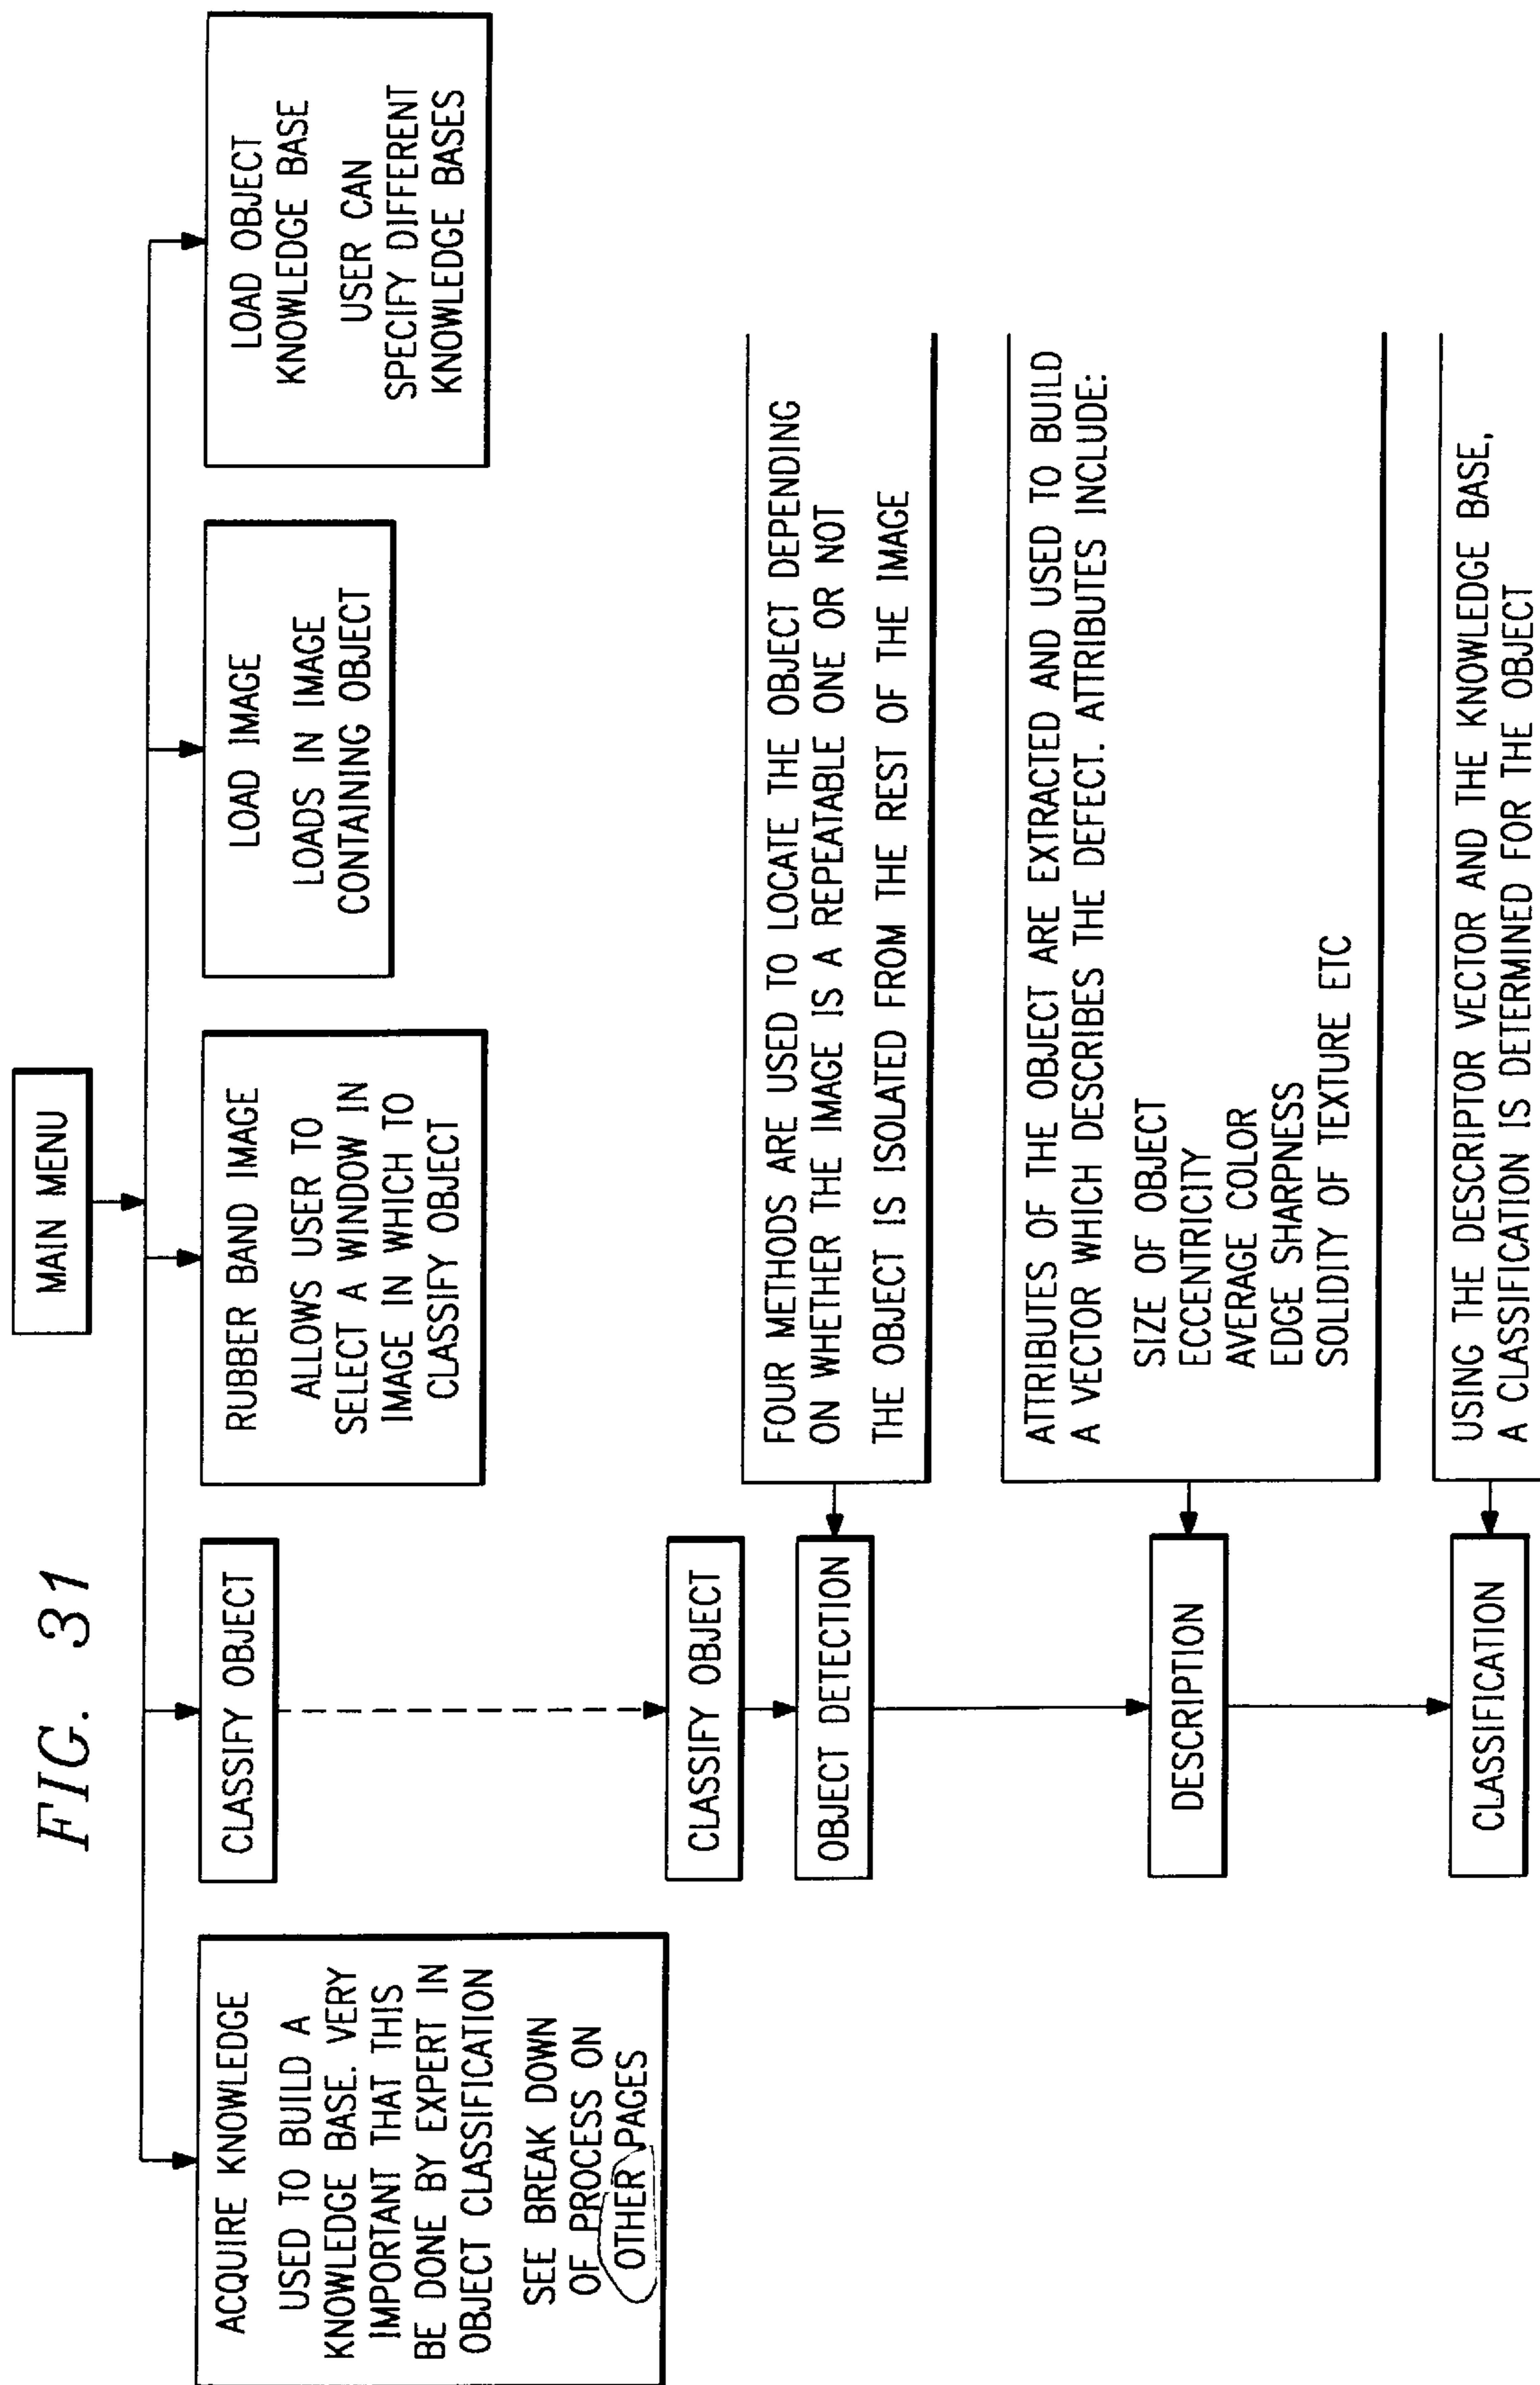 FIG. 31
MAIN MENU
ACQUIRE KNOWLEDGE
USED TO BUILD A
KNOWLEDGE BASE. VERY
IMPORTANT THAT THIS
BE DONE BY EXPERT IN
OBJECT CLASSIFICATION
SEE BREAK DOWN
OF PROCESS ON
OTHER PAGES
CLASSIFY OBJECT
RUBBER BAND IMAGE
ALLOWS USER TO
SELECT A WINDOW IN
IMAGE IN WHICH TO
CLASSIFY OBJECT
LOAD IMAGE
LOADS IN IMAGE
CONTAINING OBJECT
LOAD OBJECT
KNOWLEDGE BASE
USER CAN
SPECIFY DIFFERENT
KNOWLEDGE BASES
CLASSIFY OBJECT
OBJECT DETECTION
FOUR METHODS ARE USED TO LOCATE THE OBJECT DEPENDING
ON WHETHER THE IMAGE IS A REPEATABLE ONE OR NOT
THE OBJECT IS ISOLATED FROM THE REST OF THE IMAGE
DESCRIPTION
ATTRIBUTES OF THE OBJECT ARE EXTRACTED AND USED TO BUILD
A VECTOR WHICH DESCRIBES THE DEFECT. ATTRIBUTES INCLUDE:
SIZE OF OBJECT
ECCENTRICITY
AVERAGE COLOR
EDGE SHARPNESS
SOLIDITY OF TEXTURE ETC
CLASSIFICATION
USING THE DESCRIPTOR VECTOR AND THE KNOWLEDGE BASE,
A CLASSIFICATION IS DETERMINED FOR THE OBJECT